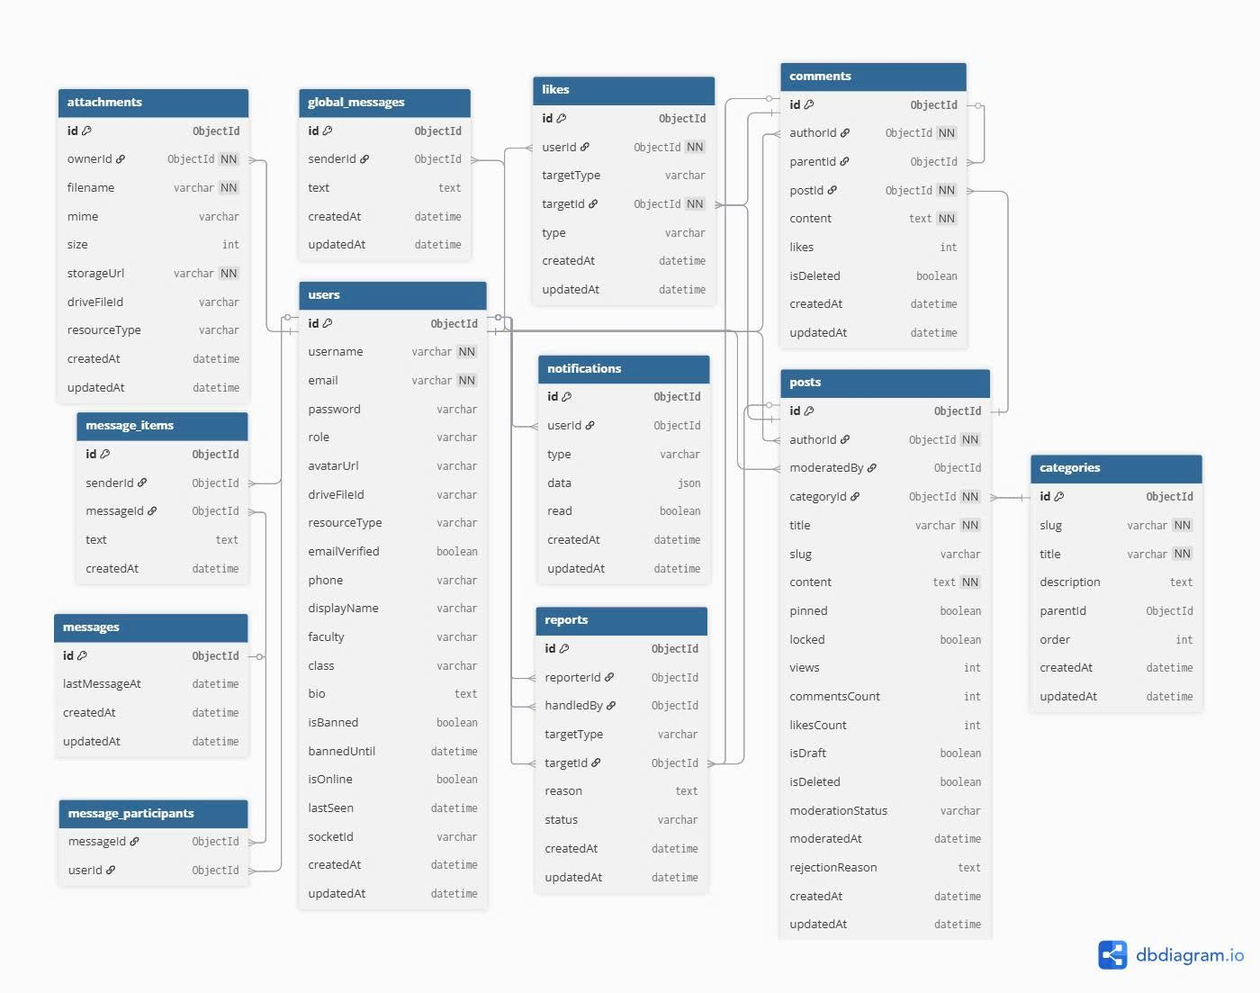 attachments
id ObjectId
ownerId ObjectId NN
filename varchar NN
mime varchar
size int
storageUrl varchar NN
driveFileId varchar
resourceType varchar
createdAt datetime
updatedAt datetime
message_items
id ObjectId
senderId ObjectId
messageId ObjectId
text text
createdAt datetime
messages
id ObjectId
lastMessageAt datetime
createdAt datetime
updatedAt datetime
message_participants
messageId ObjectId
userId ObjectId
global_messages
id ObjectId
senderId ObjectId
text text
createdAt datetime
updatedAt datetime
users
id ObjectId
username varchar NN
email varchar NN
password varchar
role varchar
avatarUrl varchar
driveFileId varchar
resourceType varchar
emailVerified boolean
phone varchar
displayName varchar
faculty varchar
class varchar
bio text
isBanned boolean
bannedUntil datetime
isOnline boolean
lastSeen datetime
socketId varchar
createdAt datetime
updatedAt datetime
likes
id ObjectId
userId ObjectId NN
targetType varchar
targetId ObjectId NN
type varchar
createdAt datetime
updatedAt datetime
notifications
id ObjectId
userId ObjectId
type varchar
data json
read boolean
createdAt datetime
updatedAt datetime
reports
id ObjectId
reporterId ObjectId
handledBy ObjectId
targetType varchar
targetId ObjectId
reason text
status varchar
createdAt datetime
updatedAt datetime
comments
id ObjectId
authorId ObjectId NN
parentId ObjectId
postId ObjectId NN
content text NN
likes int
isDeleted boolean
createdAt datetime
updatedAt datetime
posts
id ObjectId
authorId ObjectId NN
moderatedBy ObjectId
categoryId ObjectId NN
title varchar NN
slug varchar
content text NN
pinned boolean
locked boolean
views int
commentsCount int
likesCount int
isDraft boolean
isDeleted boolean
moderationStatus varchar
moderatedAt datetime
rejectionReason text
createdAt datetime
updatedAt datetime
categories
id ObjectId
slug varchar NN
title varchar NN
description text
parentId ObjectId
order int
createdAt datetime
updatedAt datetime
dbdiagram.io